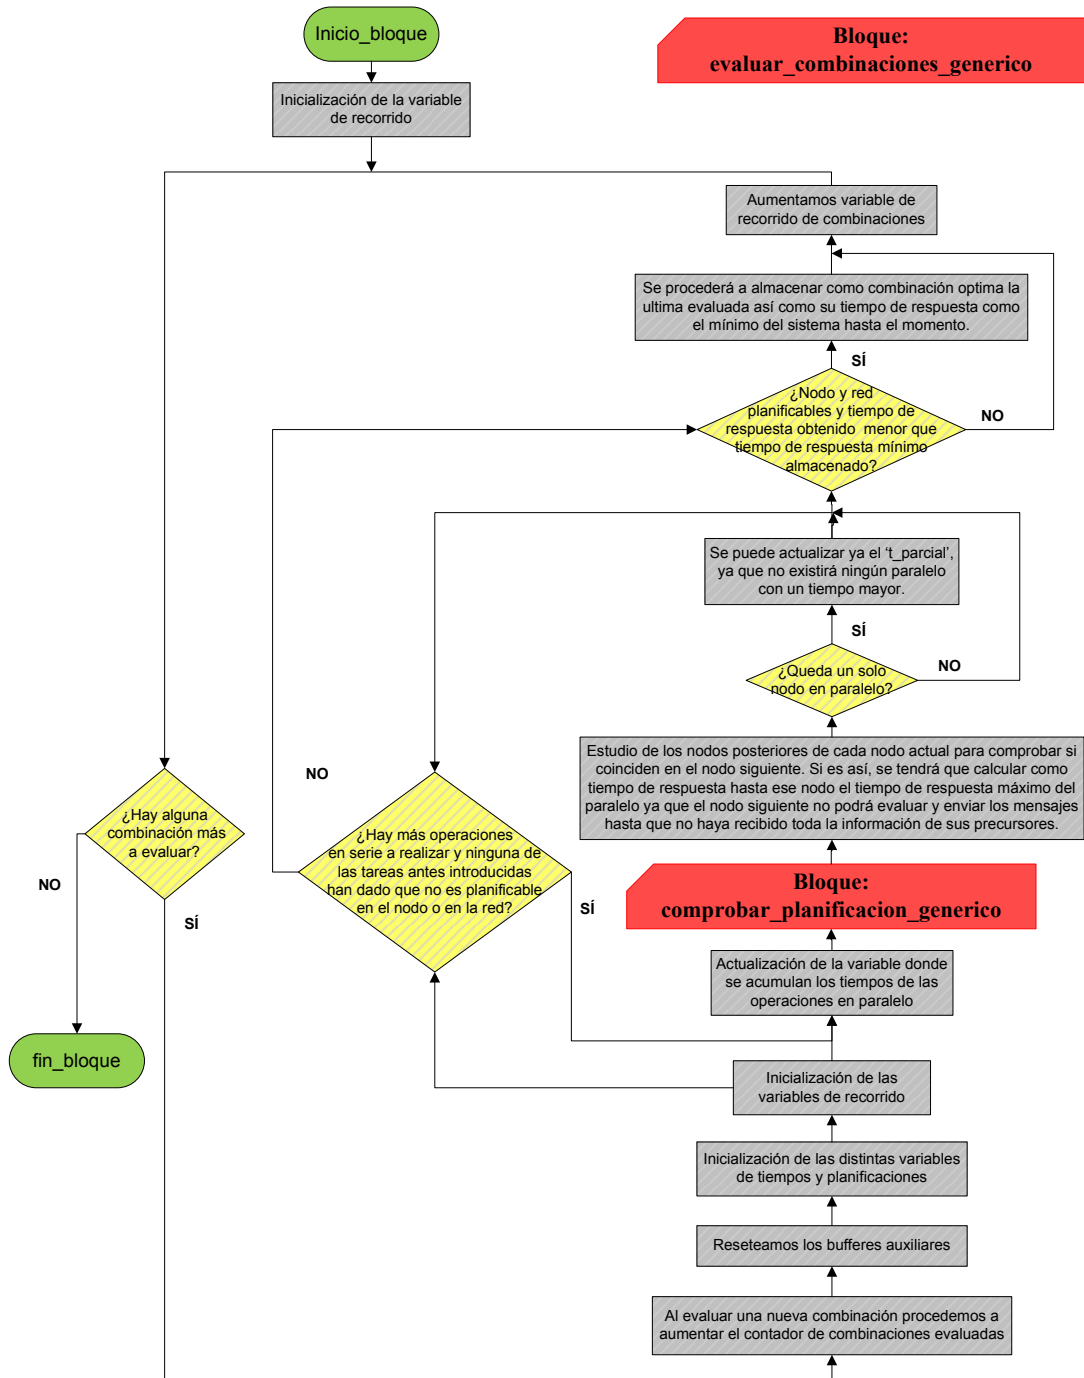 Inicio_bloque
Bloque:
evaluar_combinaciones_generico
Inicialización de la variable
de recorrido
Aumentamos variable de
recorrido de combinaciones
Se procederá a almacenar como combinación optima la
ultima evaluada así como su tiempo de respuesta como
el mínimo del sistema hasta el momento.
SÍ
¿Nodo y red
planificables y tiempo de
respuesta obtenido menor que
tiempo de respuesta mínimo
almacenado?
NO
Se puede actualizar ya el ‘t_parcial’,
ya que no existirá ningún paralelo
con un tiempo mayor.
SÍ
¿Queda un solo
nodo en paralelo?
NO
Estudio de los nodos posteriores de cada nodo actual para comprobar si
coinciden en el nodo siguiente. Si es así, se tendrá que calcular como
tiempo de respuesta hasta ese nodo el tiempo de respuesta máximo del
paralelo ya que el nodo siguiente no podrá evaluar y enviar los mensajes
hasta que no haya recibido toda la información de sus precursores.
NO
¿Hay alguna
combinación más
a evaluar?
NO
SÍ
¿Hay más operaciones
en serie a realizar y ninguna de
las tareas antes introducidas
han dado que no es planificable
en el nodo o en la red?
SÍ
Bloque:
comprobar_planificacion_generico
Actualización de la variable donde
se acumulan los tiempos de las
operaciones en paralelo
fin_bloque
Inicialización de las
variables de recorrido
Inicialización de las distintas variables
de tiempos y planificaciones
Reseteamos los bufferes auxiliares
Al evaluar una nueva combinación procedemos a
aumentar el contador de combinaciones evaluadas